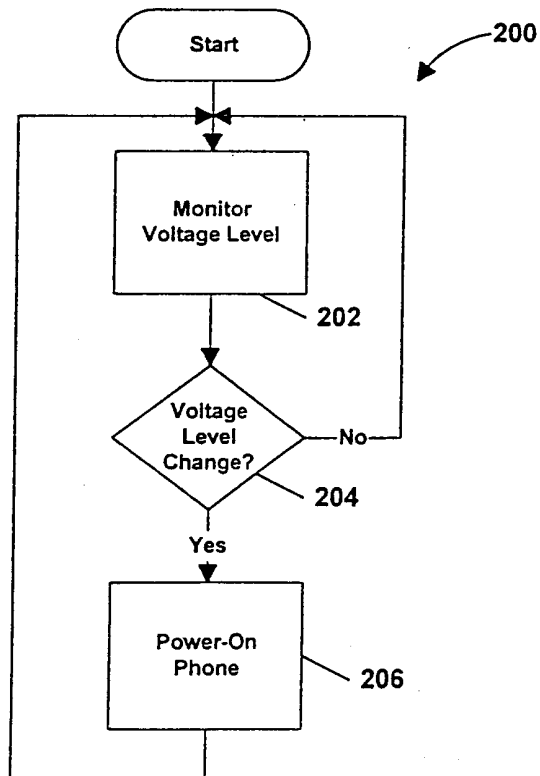 Start
200
Monitor
Voltage Level
202
Voltage
Level
Change?
No
204
Yes
Power-On
Phone
206